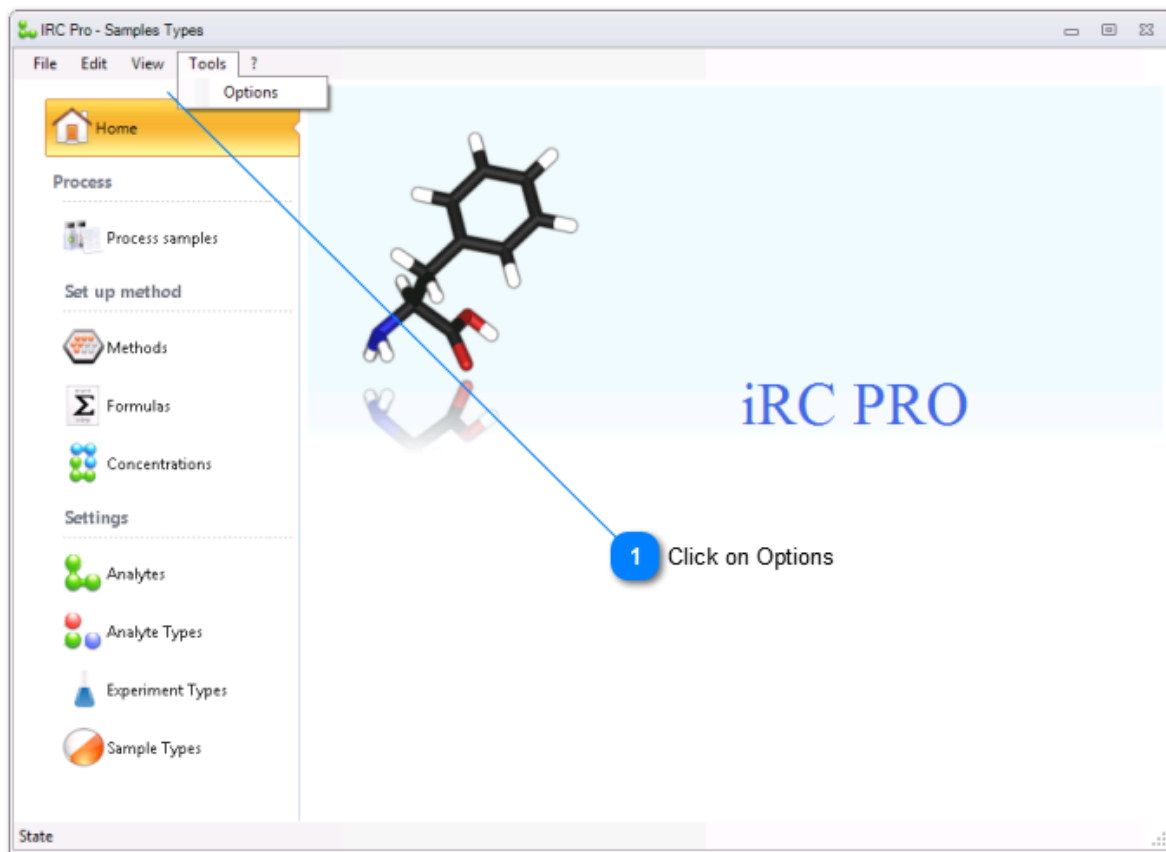 IRC Pro - Samples Types
File Edit View Tools ?
Options
Home
Process
Process samples
Set up method
Methods
Σ
Formulas
Concentrations
Settings
Analytes
Analyte Types
Experiment Types
Sample Types
iRC PRO
1 Click on Options
State